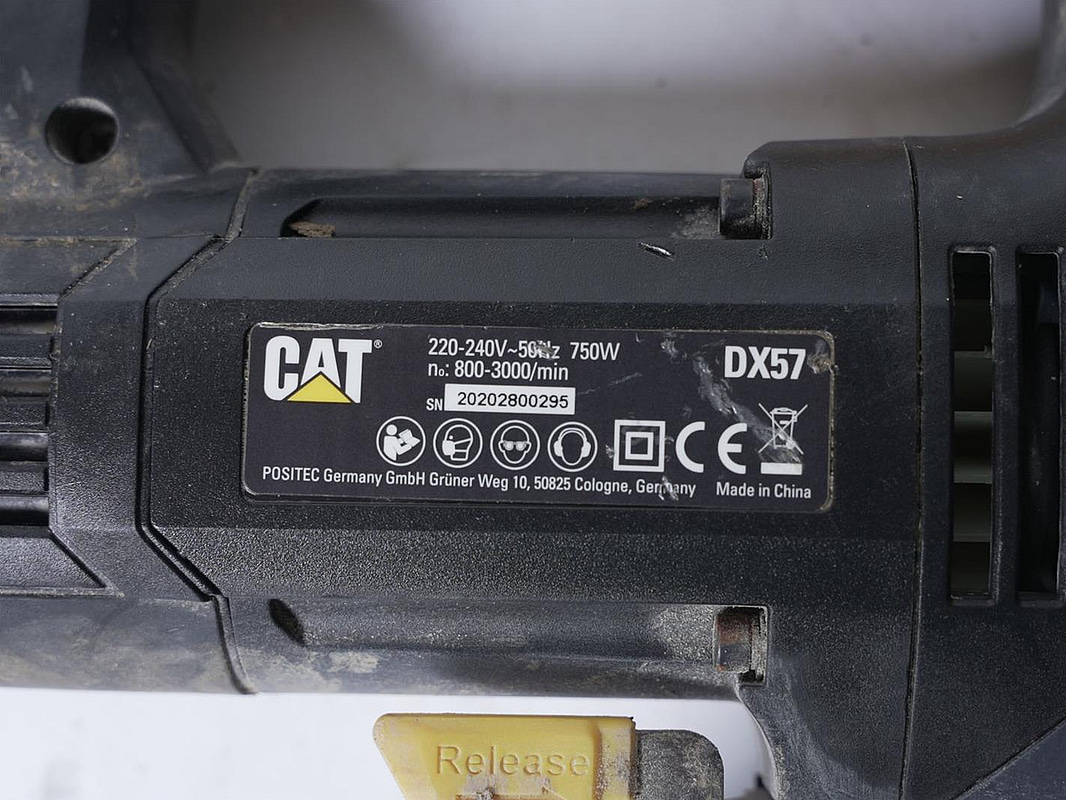 CAT®
220-240V~50Hz 750W
DX57
n₀: 800-3000/min
SN 20202800295
CE
POSITEC Germany GmbH Grüner Weg 10, 50825 Cologne, Germany Made in China
Release